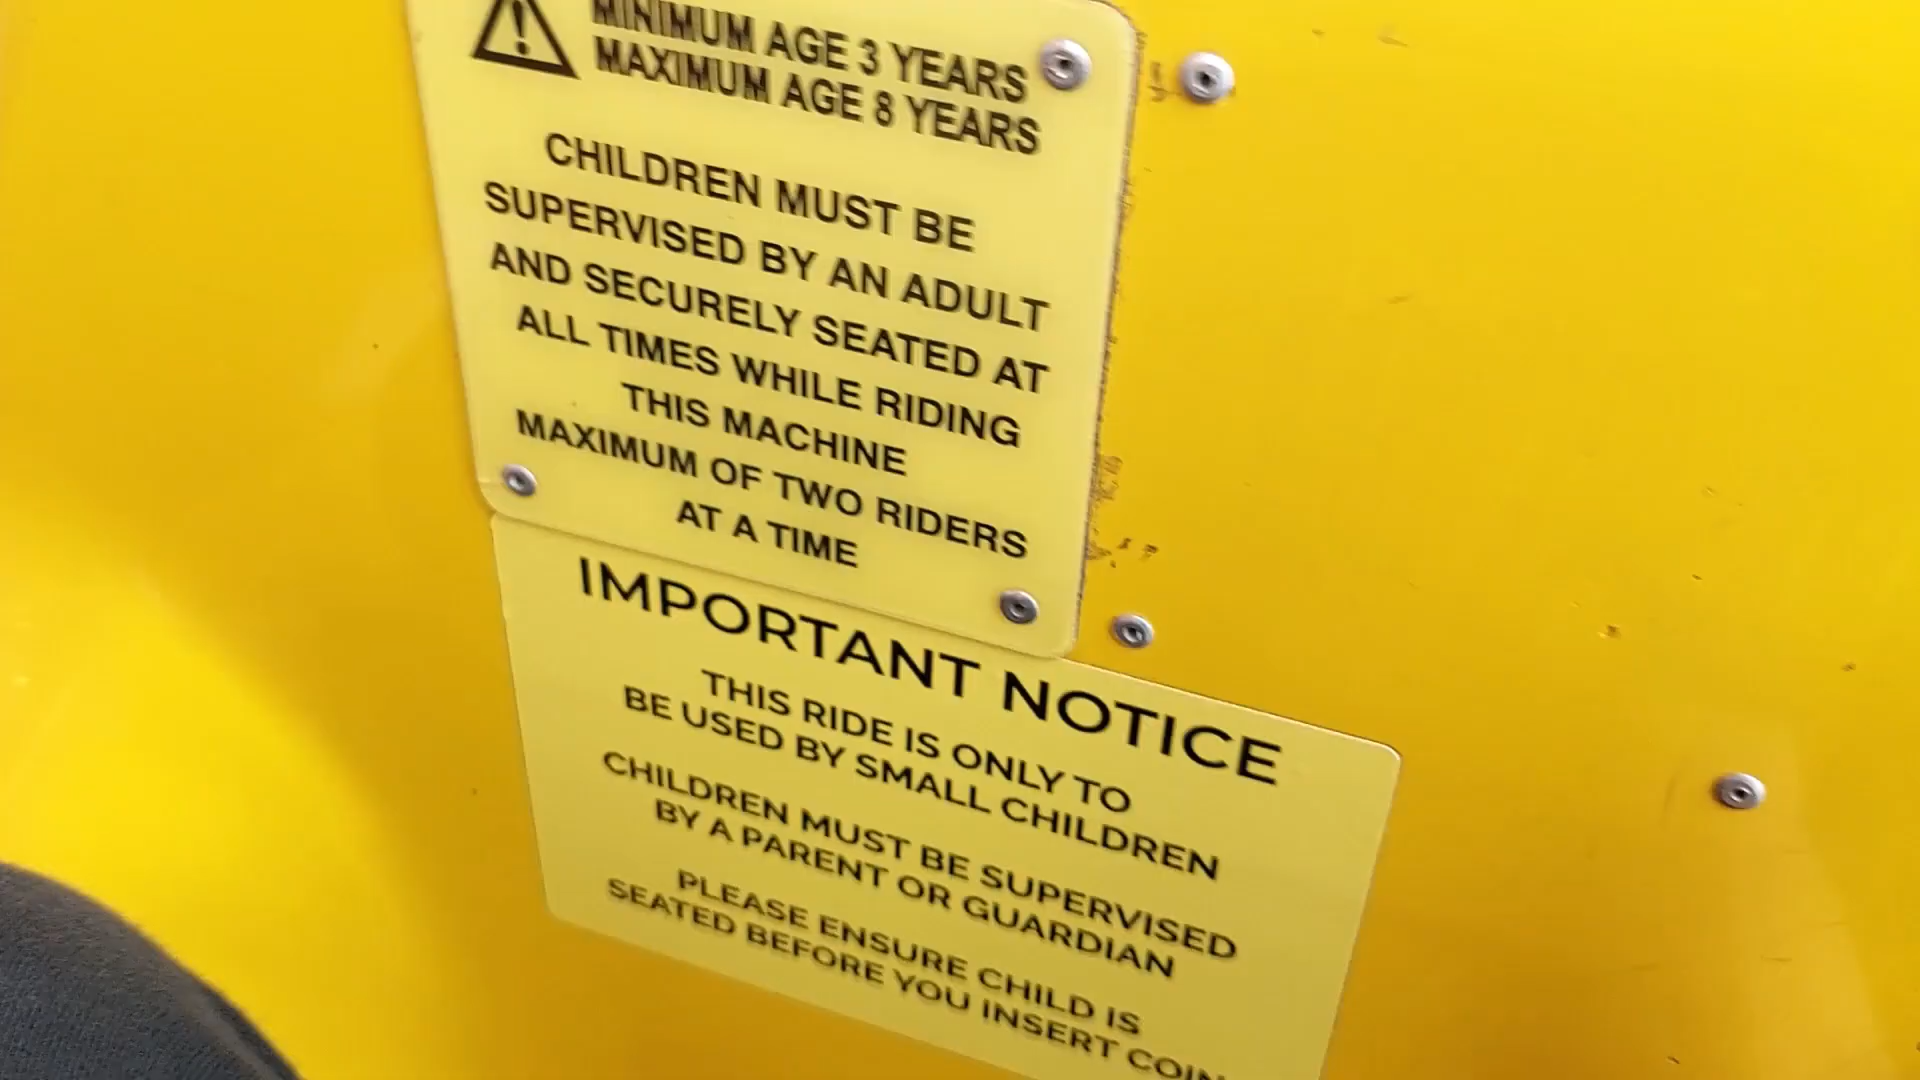 MINIMUM AGE 3 YEARS
MAXIMUM AGE 8 YEARS
CHILDREN MUST BE
SUPERVISED BY AN ADULT
AND SECURELY SEATED AT
ALL TIMES WHILE RIDING
THIS MACHINE
MAXIMUM OF TWO RIDERS
AT A TIME
IMPORTANT NOTICE
THIS RIDE IS ONLY TO
BE USED BY SMALL CHILDREN
CHILDREN MUST BE SUPERVISED
BY A PARENT OR GUARDIAN
PLEASE ENSURE CHILD IS
SEATED BEFORE YOU INSERT COIN